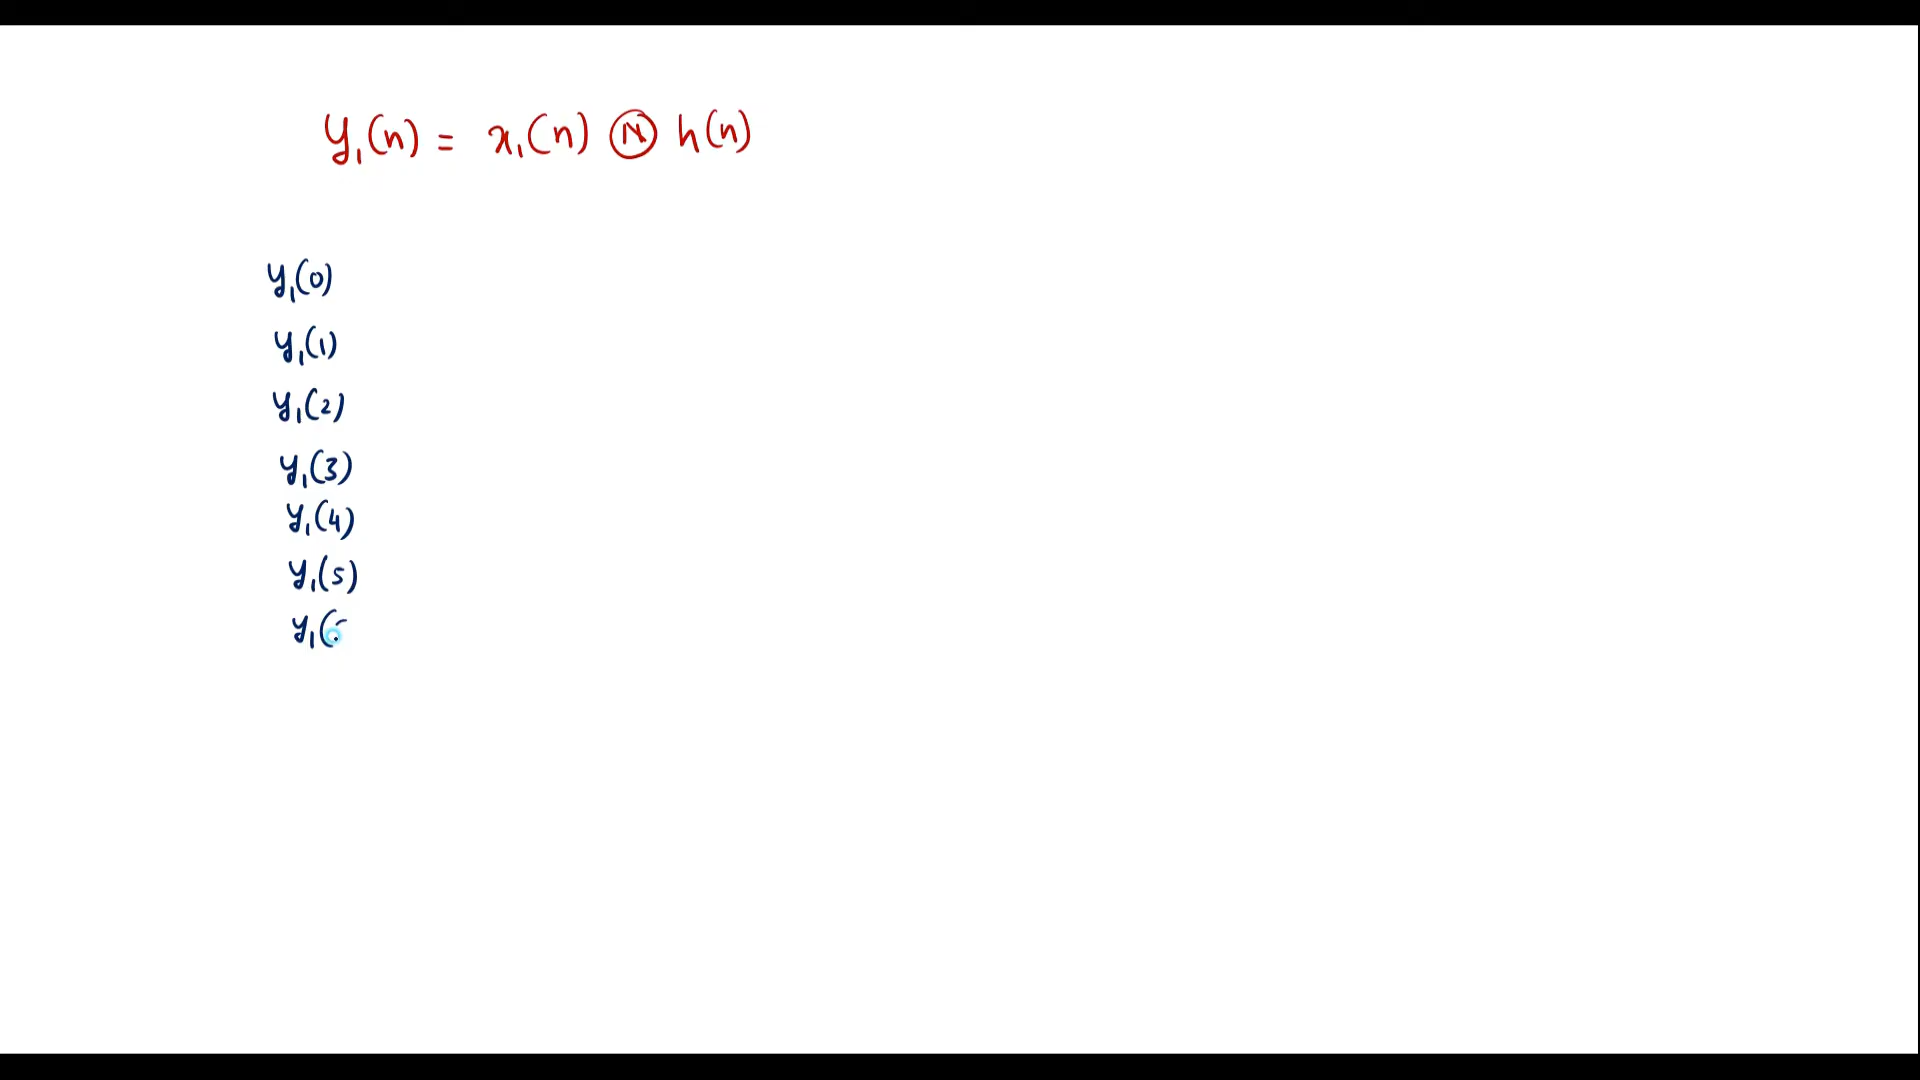 y₁(n) = x₁(n) Ⓝ h(n)
y₁(0)
y₁(1)
y₁(2)
y₁(3)
y₁(4)
y₁(5)
y₁(